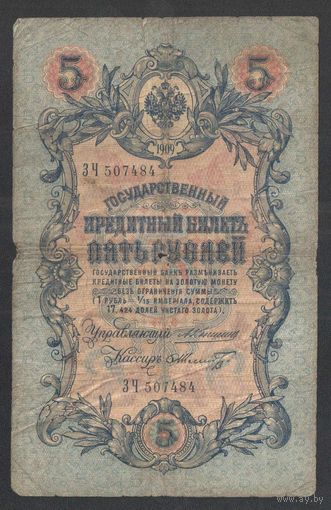 5 5
1909
ЗЧ 507484
ГОСУДАРСТВЕННЫЙ
КРЕДИТНЫЙ БИЛЕТЪ
ПЯТЬ РУБЛЕЙ
ГОСУДАРСТВЕННЫЙ БАНКЪ РАЗМѢНИВАЕТЪ
КРЕДИТНЫЕ БИЛЕТЫ НА ЗОЛОТУЮ МОНЕТУ
БЕЗЪ ОГРАНИЧЕНІЯ СУММЫ
(1 РУБЛЬ = 1/15 ИМПЕРІАЛА, СОДЕРЖИТЪ
17,424 ДОЛЕЙ ЧИСТАГО ЗОЛОТА).
Управляющій
Кассиръ
ЗЧ 507484
5
www.ay.by